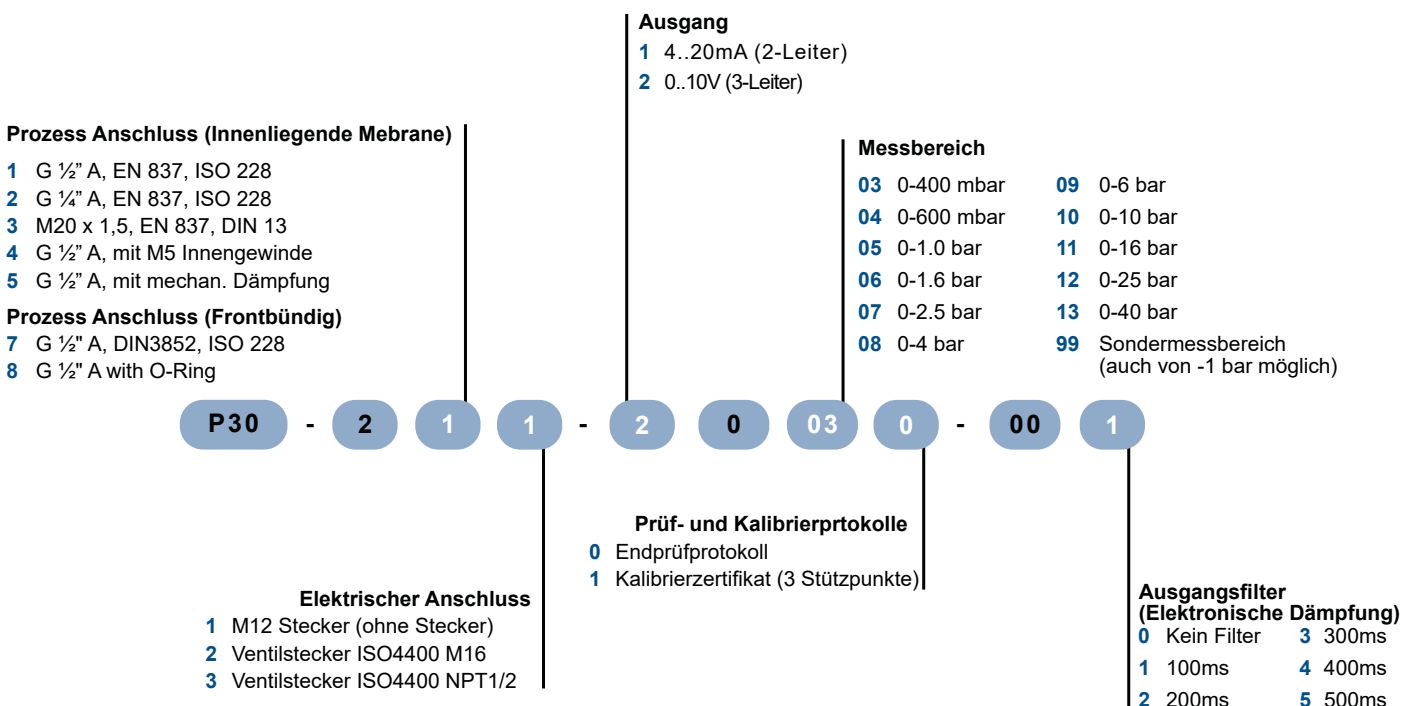 Ausgang
1 4..20mA (2-Leiter)
2 0..10V (3-Leiter)
Prozess Anschluss (Innenliegende Mebrane)
1 G ½” A, EN 837, ISO 228
2 G ¼” A, EN 837, ISO 228
3 M20 x 1,5, EN 837, DIN 13
4 G ½” A, mit M5 Innengewinde
5 G ½” A, mit mechan. Dämpfung
Prozess Anschluss (Frontbündig)
7 G ½" A, DIN3852, ISO 228
8 G ½" A with O-Ring
Messbereich
03 0-400 mbar
04 0-600 mbar
05 0-1.0 bar
06 0-1.6 bar
07 0-2.5 bar
08 0-4 bar
09 0-6 bar
10 0-10 bar
11 0-16 bar
12 0-25 bar
13 0-40 bar
99 Sondermessbereich
(auch von -1 bar möglich)
P30 - 2 1 1 - 2 0 03 0 - 00 1
Prüf- und Kalibrierprtokolle
0 Endprüfprotokoll
1 Kalibrierzertifikat (3 Stützpunkte)
Elektrischer Anschluss
1 M12 Stecker (ohne Stecker)
2 Ventilstecker ISO4400 M16
3 Ventilstecker ISO4400 NPT1/2
Ausgangsfilter
(Elektronische Dämpfung)
0 Kein Filter
1 100ms
2 200ms
3 300ms
4 400ms
5 500ms